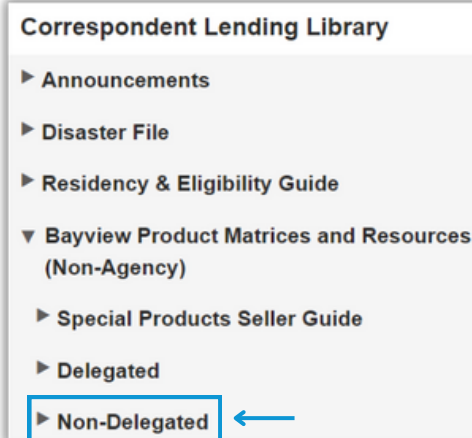 Correspondent Lending Library
Announcements
Disaster File
Residency & Eligibility Guide
Bayview Product Matrices and Resources
(Non-Agency)
Special Products Seller Guide
Delegated
Non-Delegated